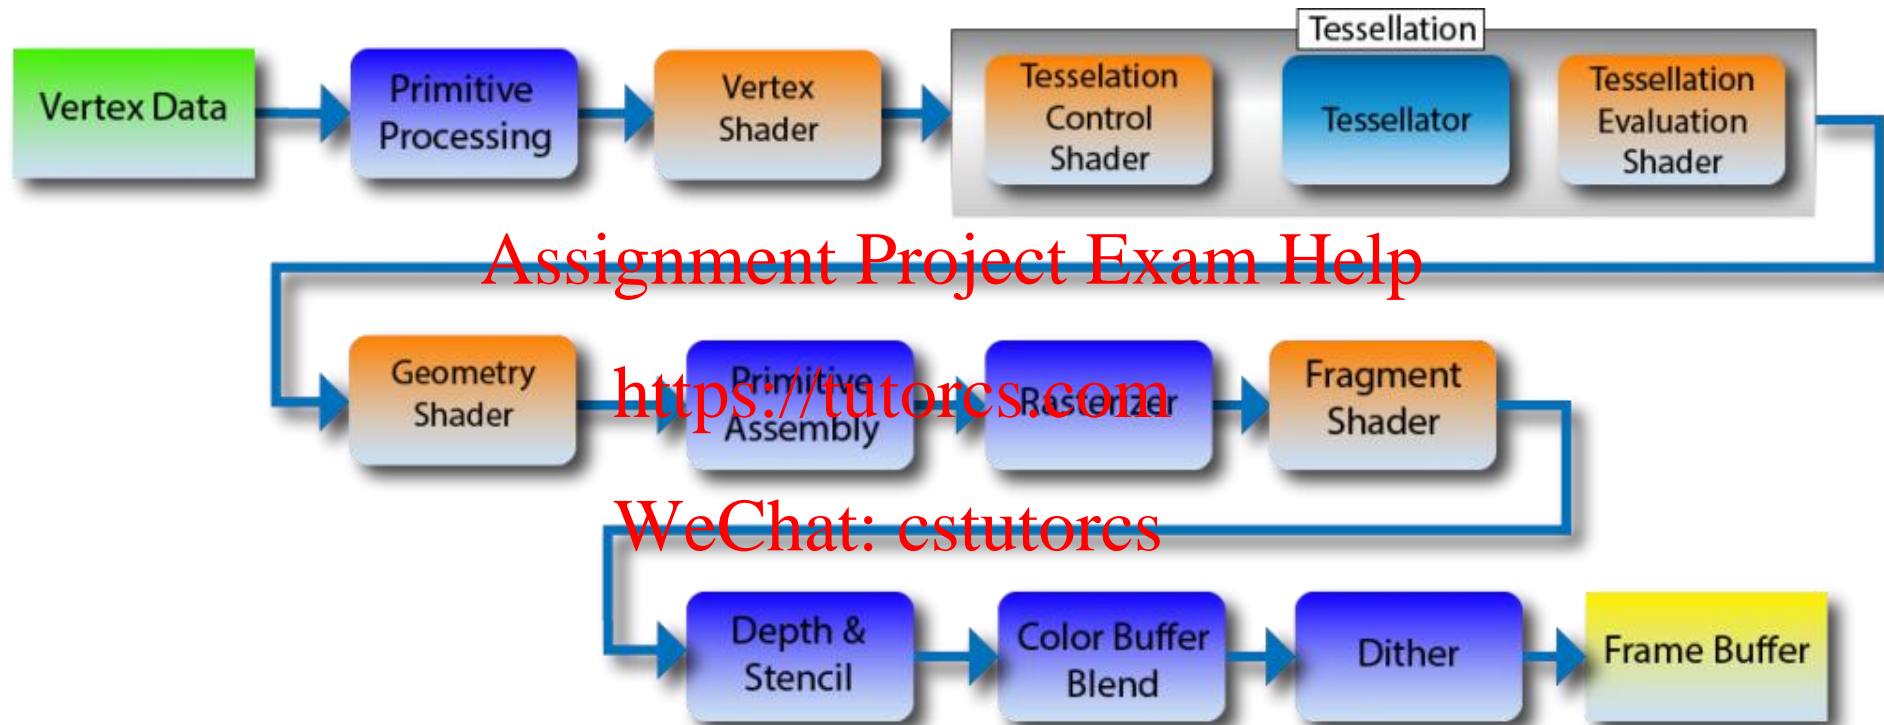 Tessellation
Vertex Data
Primitive
Processing
Vertex
Shader
Tesselation
Control
Shader
Tessellator
Tessellation
Evaluation
Shader
Assignment Project Exam Help
Geometry
Shader
Primitive
Assembly
Rasterizer
Fragment
Shader
https://tutorcs.com
WeChat: cstutorcs
Depth &
Stencil
Color Buffer
Blend
Dither
Frame Buffer